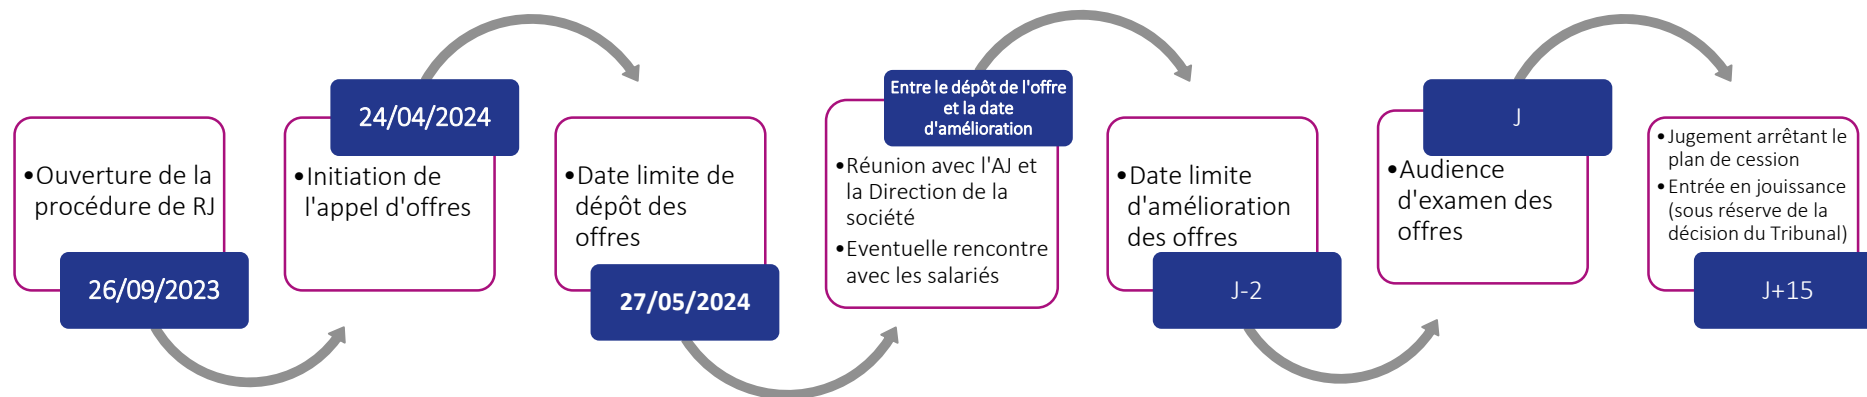 •Ouverture de la
procédure de RJ
26/09/2023
24/04/2024
•Initiation de
l'appel d'offres
•Date limite de
dépôt des
offres
27/05/2024
Entre le dépôt de l'offre
et la date
d'amélioration
•Réunion avec l'AJ et
la Direction de la
société
•Eventuelle rencontre
avec les salariés
•Date limite
d'amélioration
des offres
J-2
J
•Audience
d'examen des
offres
•Jugement arrêtant le
plan de cession
•Entrée en jouissance
(sous réserve de la
décision du Tribunal)
J+15